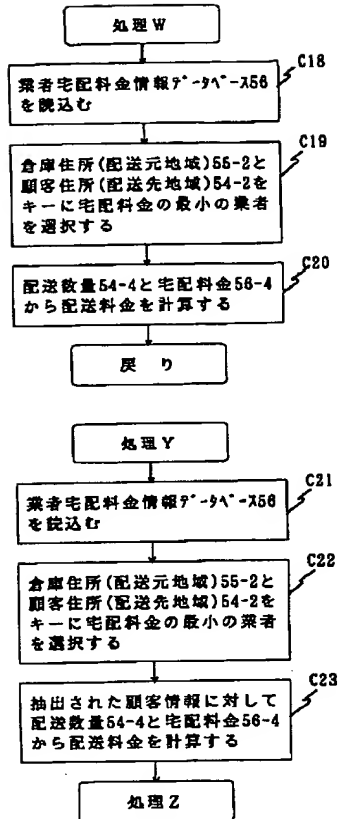 処理W
C18
業者宅配料金情報データベース56
を読込む
C19
倉庫住所(配送元地域)55-2と
顧客住所(配送先地域)54-2を
キーに宅配料金の最小の業者
を選択する
C20
配送数量54-4と宅配料金56-4
から配送料金を計算する
戻り
処理Y
C21
業者宅配料金情報データベース56
を読込む
C22
倉庫住所(配送元地域)55-2と
顧客住所(配送先地域)54-2を
キーに宅配料金の最小の業者
を選択する
C23
抽出された顧客情報に対して
配送数量54-4と宅配料金56-4
から配送料金を計算する
処理Z